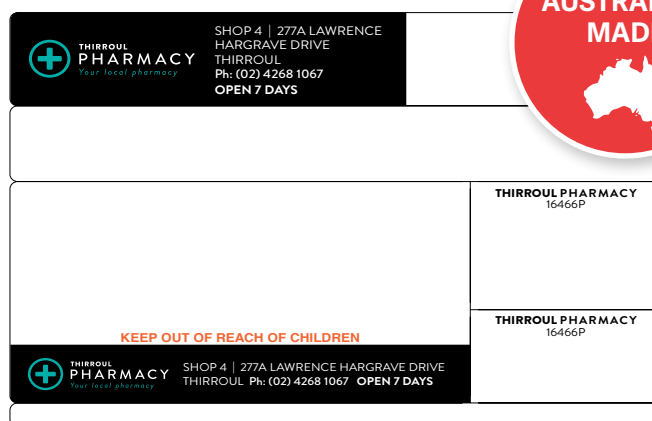 THIRROUL
PHARMACY
Your local pharmacy
SHOP 4 | 277A LAWRENCE
HARGRAVE DRIVE
THIRROUL
Ph: (02) 4268 1067
OPEN 7 DAYS
MAD
THIRROUL PHARMACY
16466P
KEEP OUT OF REACH OF CHILDREN
THIRROUL PHARMACY
16466P
THIRROUL
PHARMACY
Your local pharmacy
SHOP 4 | 277A LAWRENCE HARGRAVE DRIVE
THIRROUL Ph: (02) 4268 1067 OPEN 7 DAYS